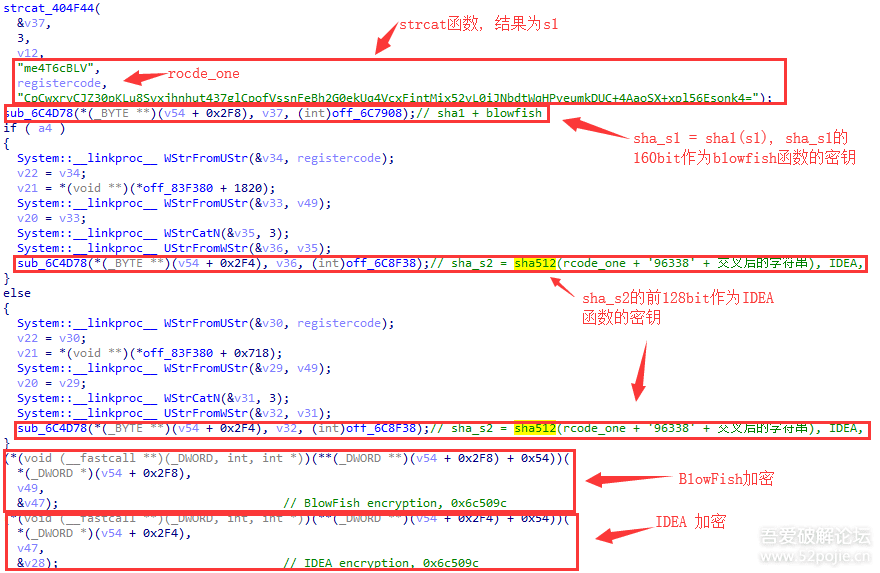 strcat_404F44(
&v37,
3,
v12,
"me4T6cBLV",
registercode,
strcat函数, 结果为s1
rocde_one
sub_6C4D78(*(_BYTE **)(v54 + 0x2F8), v37, (int)off_6C7908);// sha1 + blowfish
sha_s1 = sha1(s1), sha_s1的
160bit作为blowfish函数的密钥
if ( a4 )
{
System::__linkproc__ WStrFromUStr(&v34, registercode);
v22 = v34;
v21 = *(void **)(*off_83F380 + 1820);
System::__linkproc__ WStrFromUStr(&v33, v49);
v20 = v33;
System::__linkproc__ WStrCatN(&v35, 3);
System::__linkproc__ UStrFromWStr(&v36, v35);
sub_6C4D78(*(_BYTE **)(v54 + 0x2F4), v36, (int)off_6C8F38);// sha_s2 = sha512(rcode_one + '96338' + 交叉后的字符串), IDEA,
}
else
{
sha_s2的前128bit作为IDEA
函数的密钥
System::__linkproc__ WStrFromUStr(&v30, registercode);
v22 = v30;
v21 = *(void **)(*off_83F380 + 0x718);
System::__linkproc__ WStrFromUStr(&v29, v49);
v20 = v29;
System::__linkproc__ WStrCatN(&v31, 3);
System::__linkproc__ UStrFromWStr(&v32, v31);
sub_6C4D78(*(_BYTE **)(v54 + 0x2F4), v32, (int)off_6C8F38);// sha_s2 = sha512(rcode_one + '96338' + 交叉后的字符串), IDEA,
}
(*(void (__fastcall **)(_DWORD, int, int *))(**(_DWORD **)(v54 + 0x2F8) + 0x54))(
*(_DWORD *)(v54 + 0x2F8),
v49,
&v47); // BlowFish encryption, 0x6c509c
BlowFish加密
(*(void (__fastcall **)(_DWORD, int, int *))(**(_DWORD **)(v54 + 0x2F4) + 0x54))(
*(_DWORD *)(v54 + 0x2F4),
v47,
&v28); // IDEA encryption, 0x6c509c
IDEA 加密
吾爱破解论坛
www.52pojie.cn